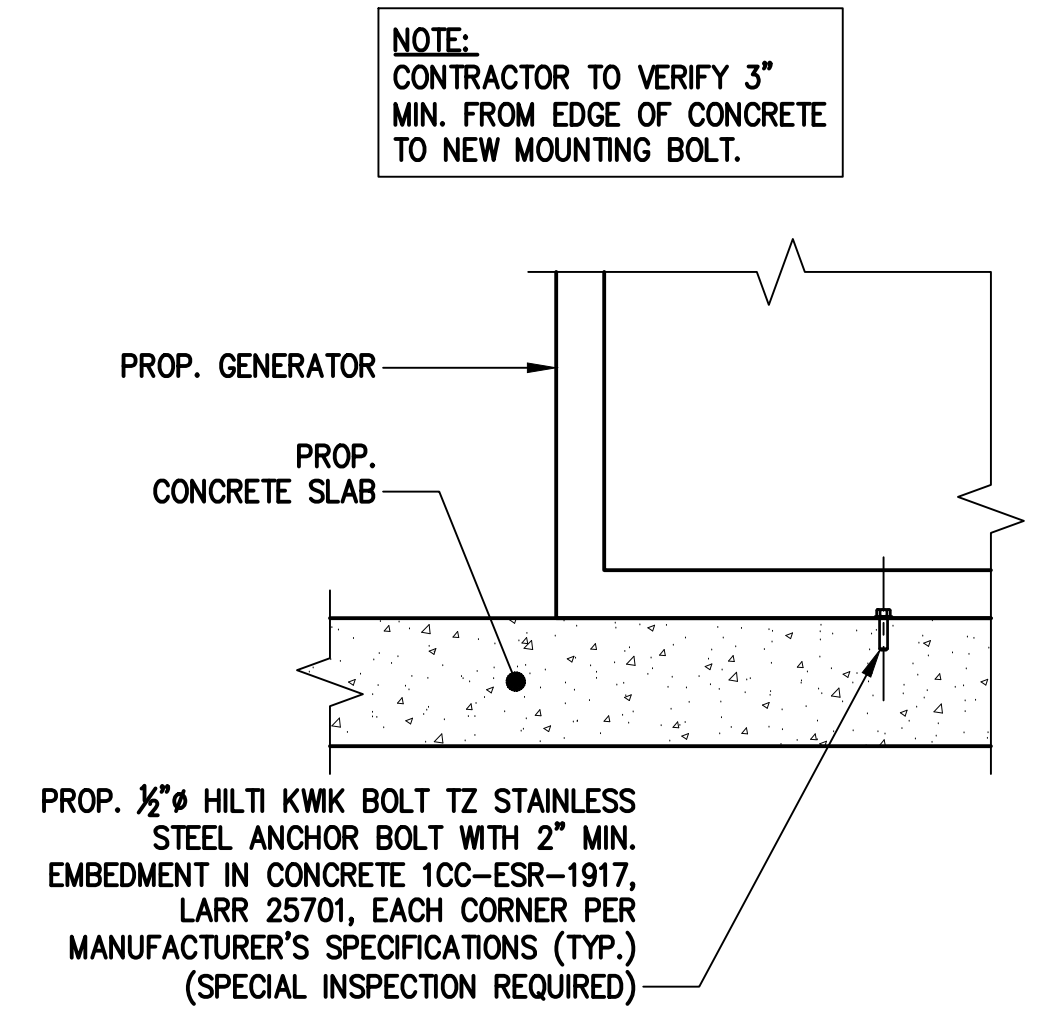 NOTE:
CONTRACTOR TO VERIFY 3"
MIN. FROM EDGE OF CONCRETE
TO NEW MOUNTING BOLT.
PROP. GENERATOR
PROP.
CONCRETE SLAB
PROP. ½"ø HILTI KWIK BOLT TZ STAINLESS
STEEL ANCHOR BOLT WITH 2" MIN.
EMBEDMENT IN CONCRETE 1CC-ESR-1917,
LARR 25701, EACH CORNER PER
MANUFACTURER'S SPECIFICATIONS (TYP.)
(SPECIAL INSPECTION REQUIRED)